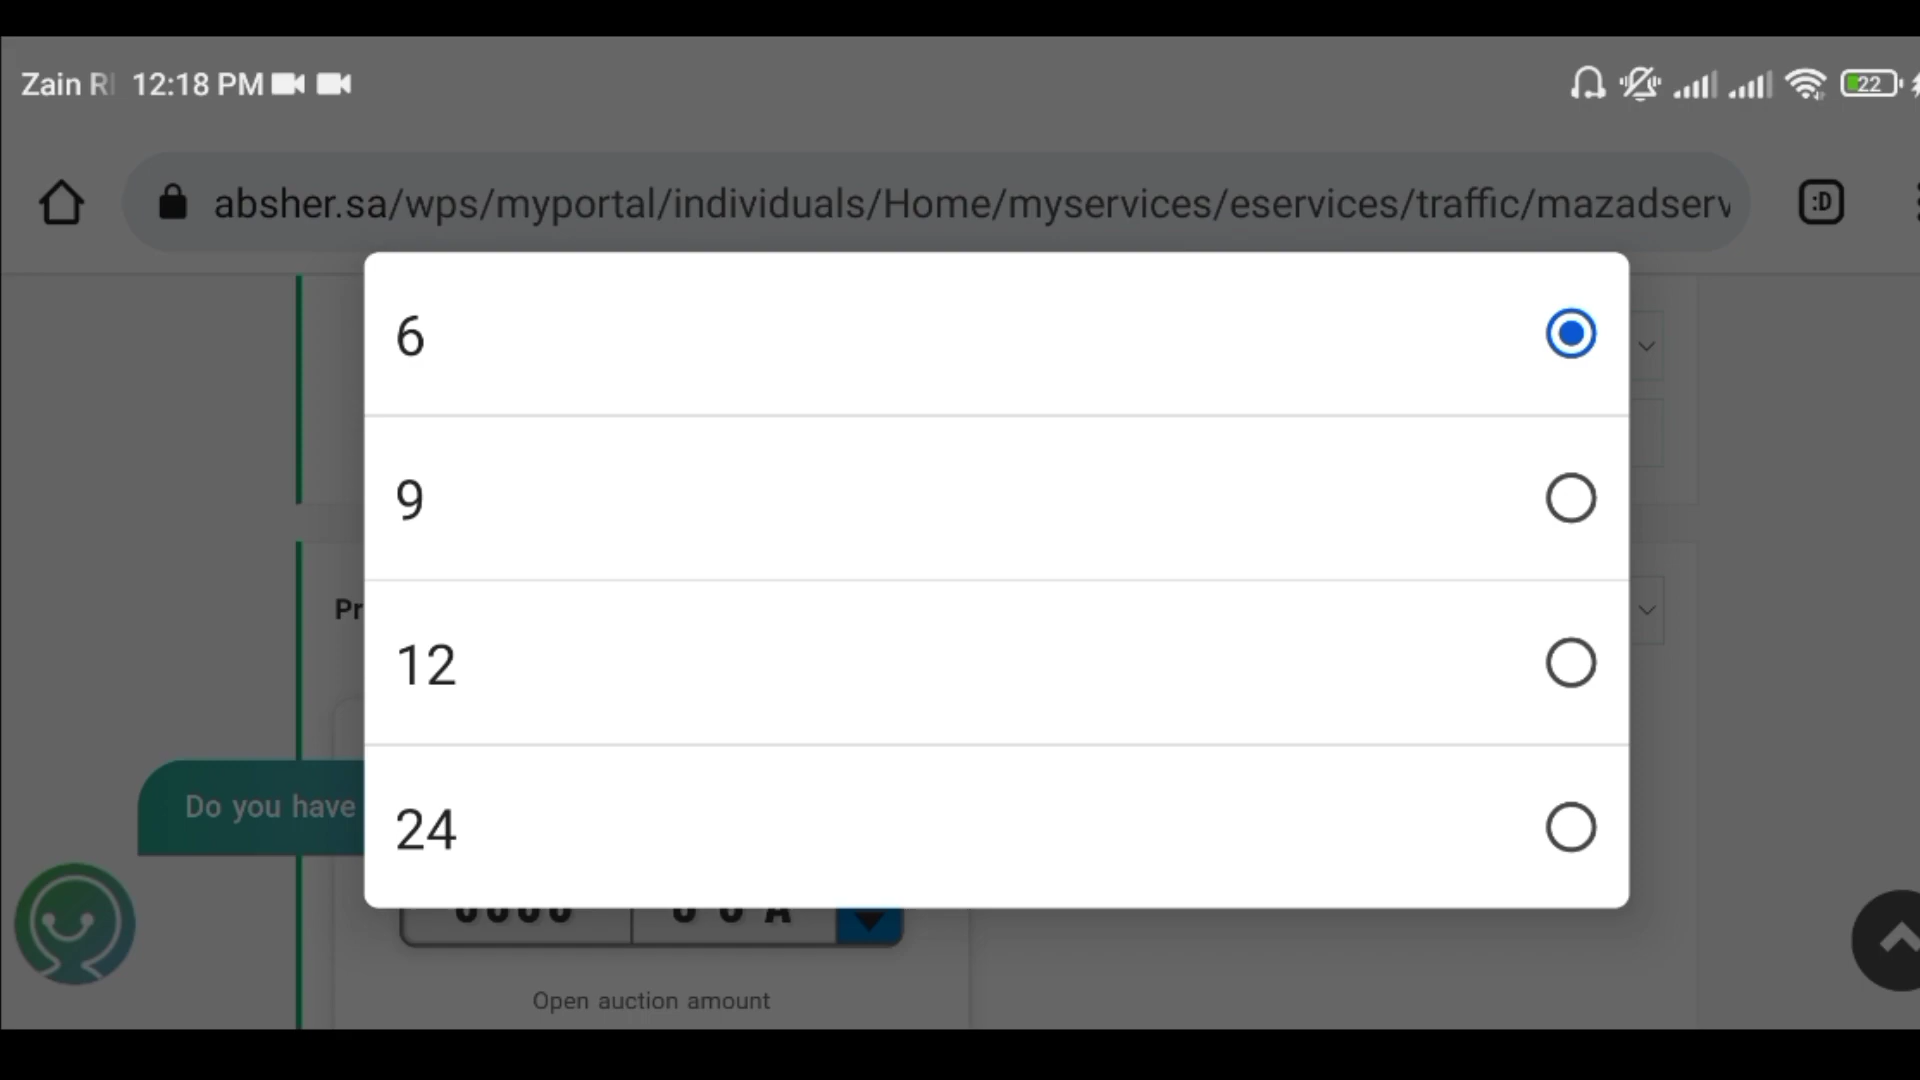 Zain 12:18 PM 22
absher.sa/wps/myportal/individuals/Home/myservices/eservices/traffic/mazadserv
:D
6
9
12
24
Do you have
Open auction amount